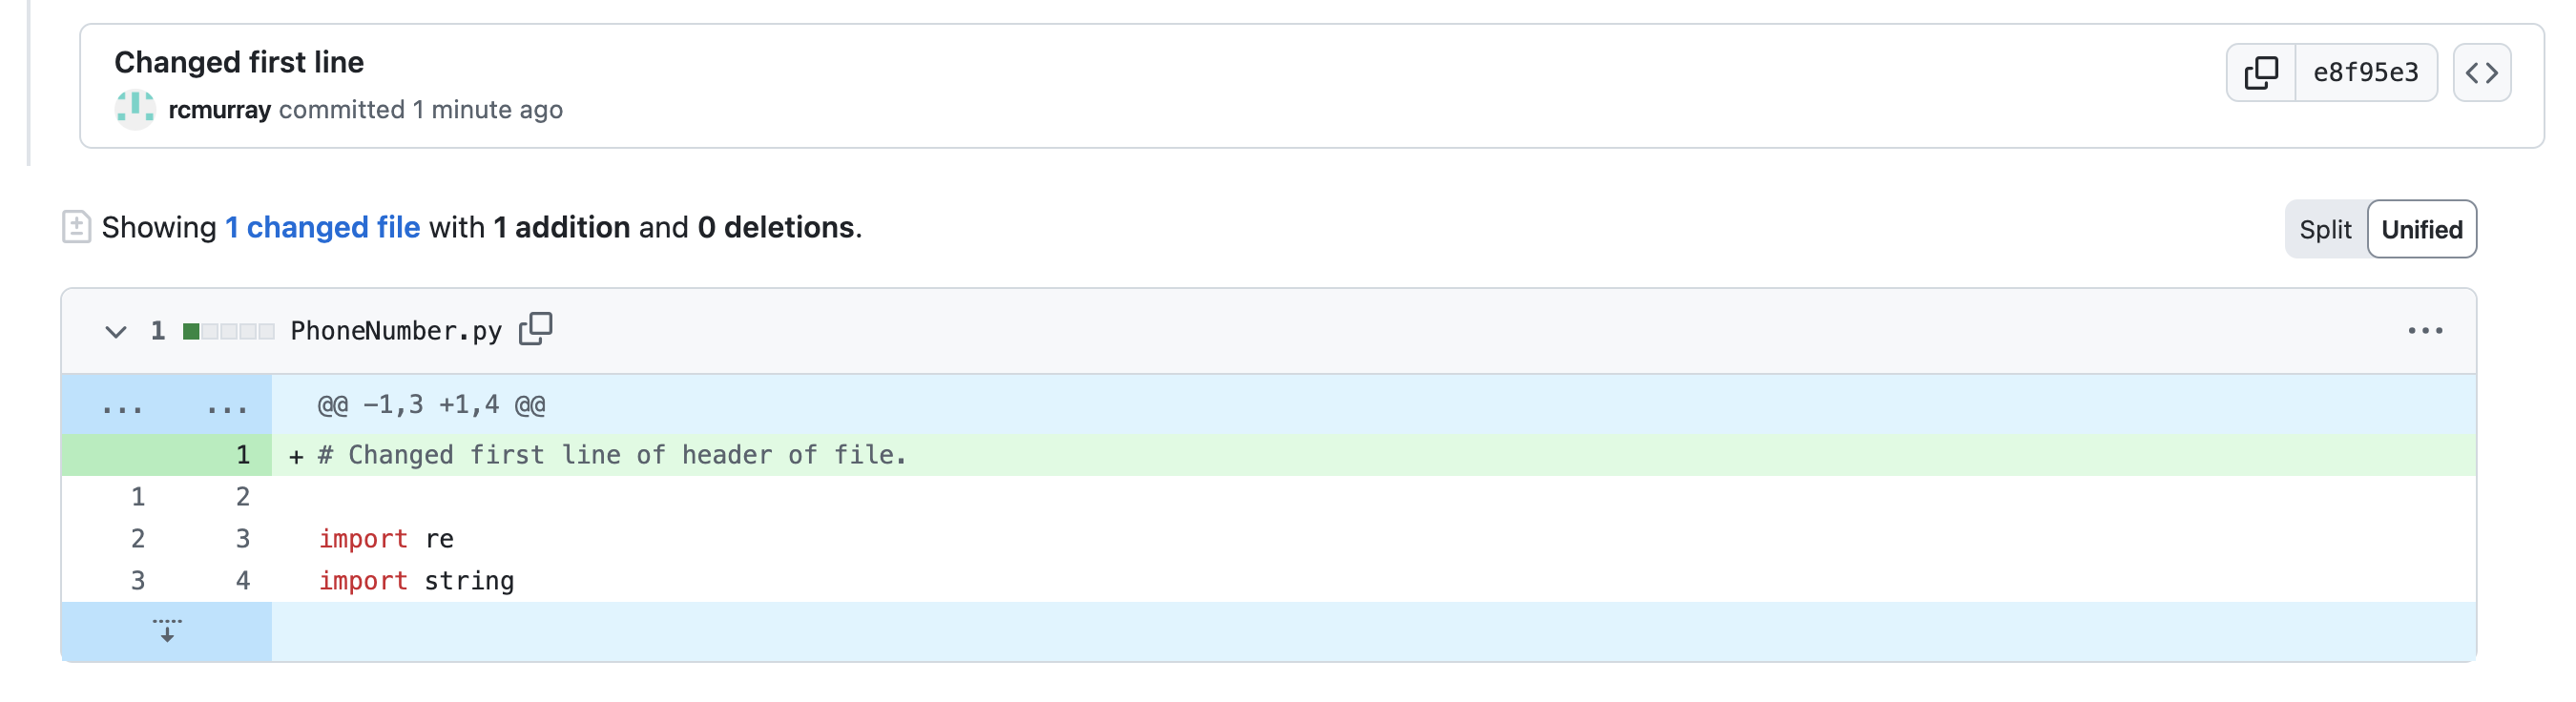 Changed first line
e8f95e3
rcmurray committed 1 minute ago
Showing 1 changed file with 1 addition and 0 deletions.
Split Unified
1 PhoneNumber.py
... ... @@ -1,3 +1,4 @@
1 + # Changed first line of header of file.
1 2
2 3 import re
3 4 import string